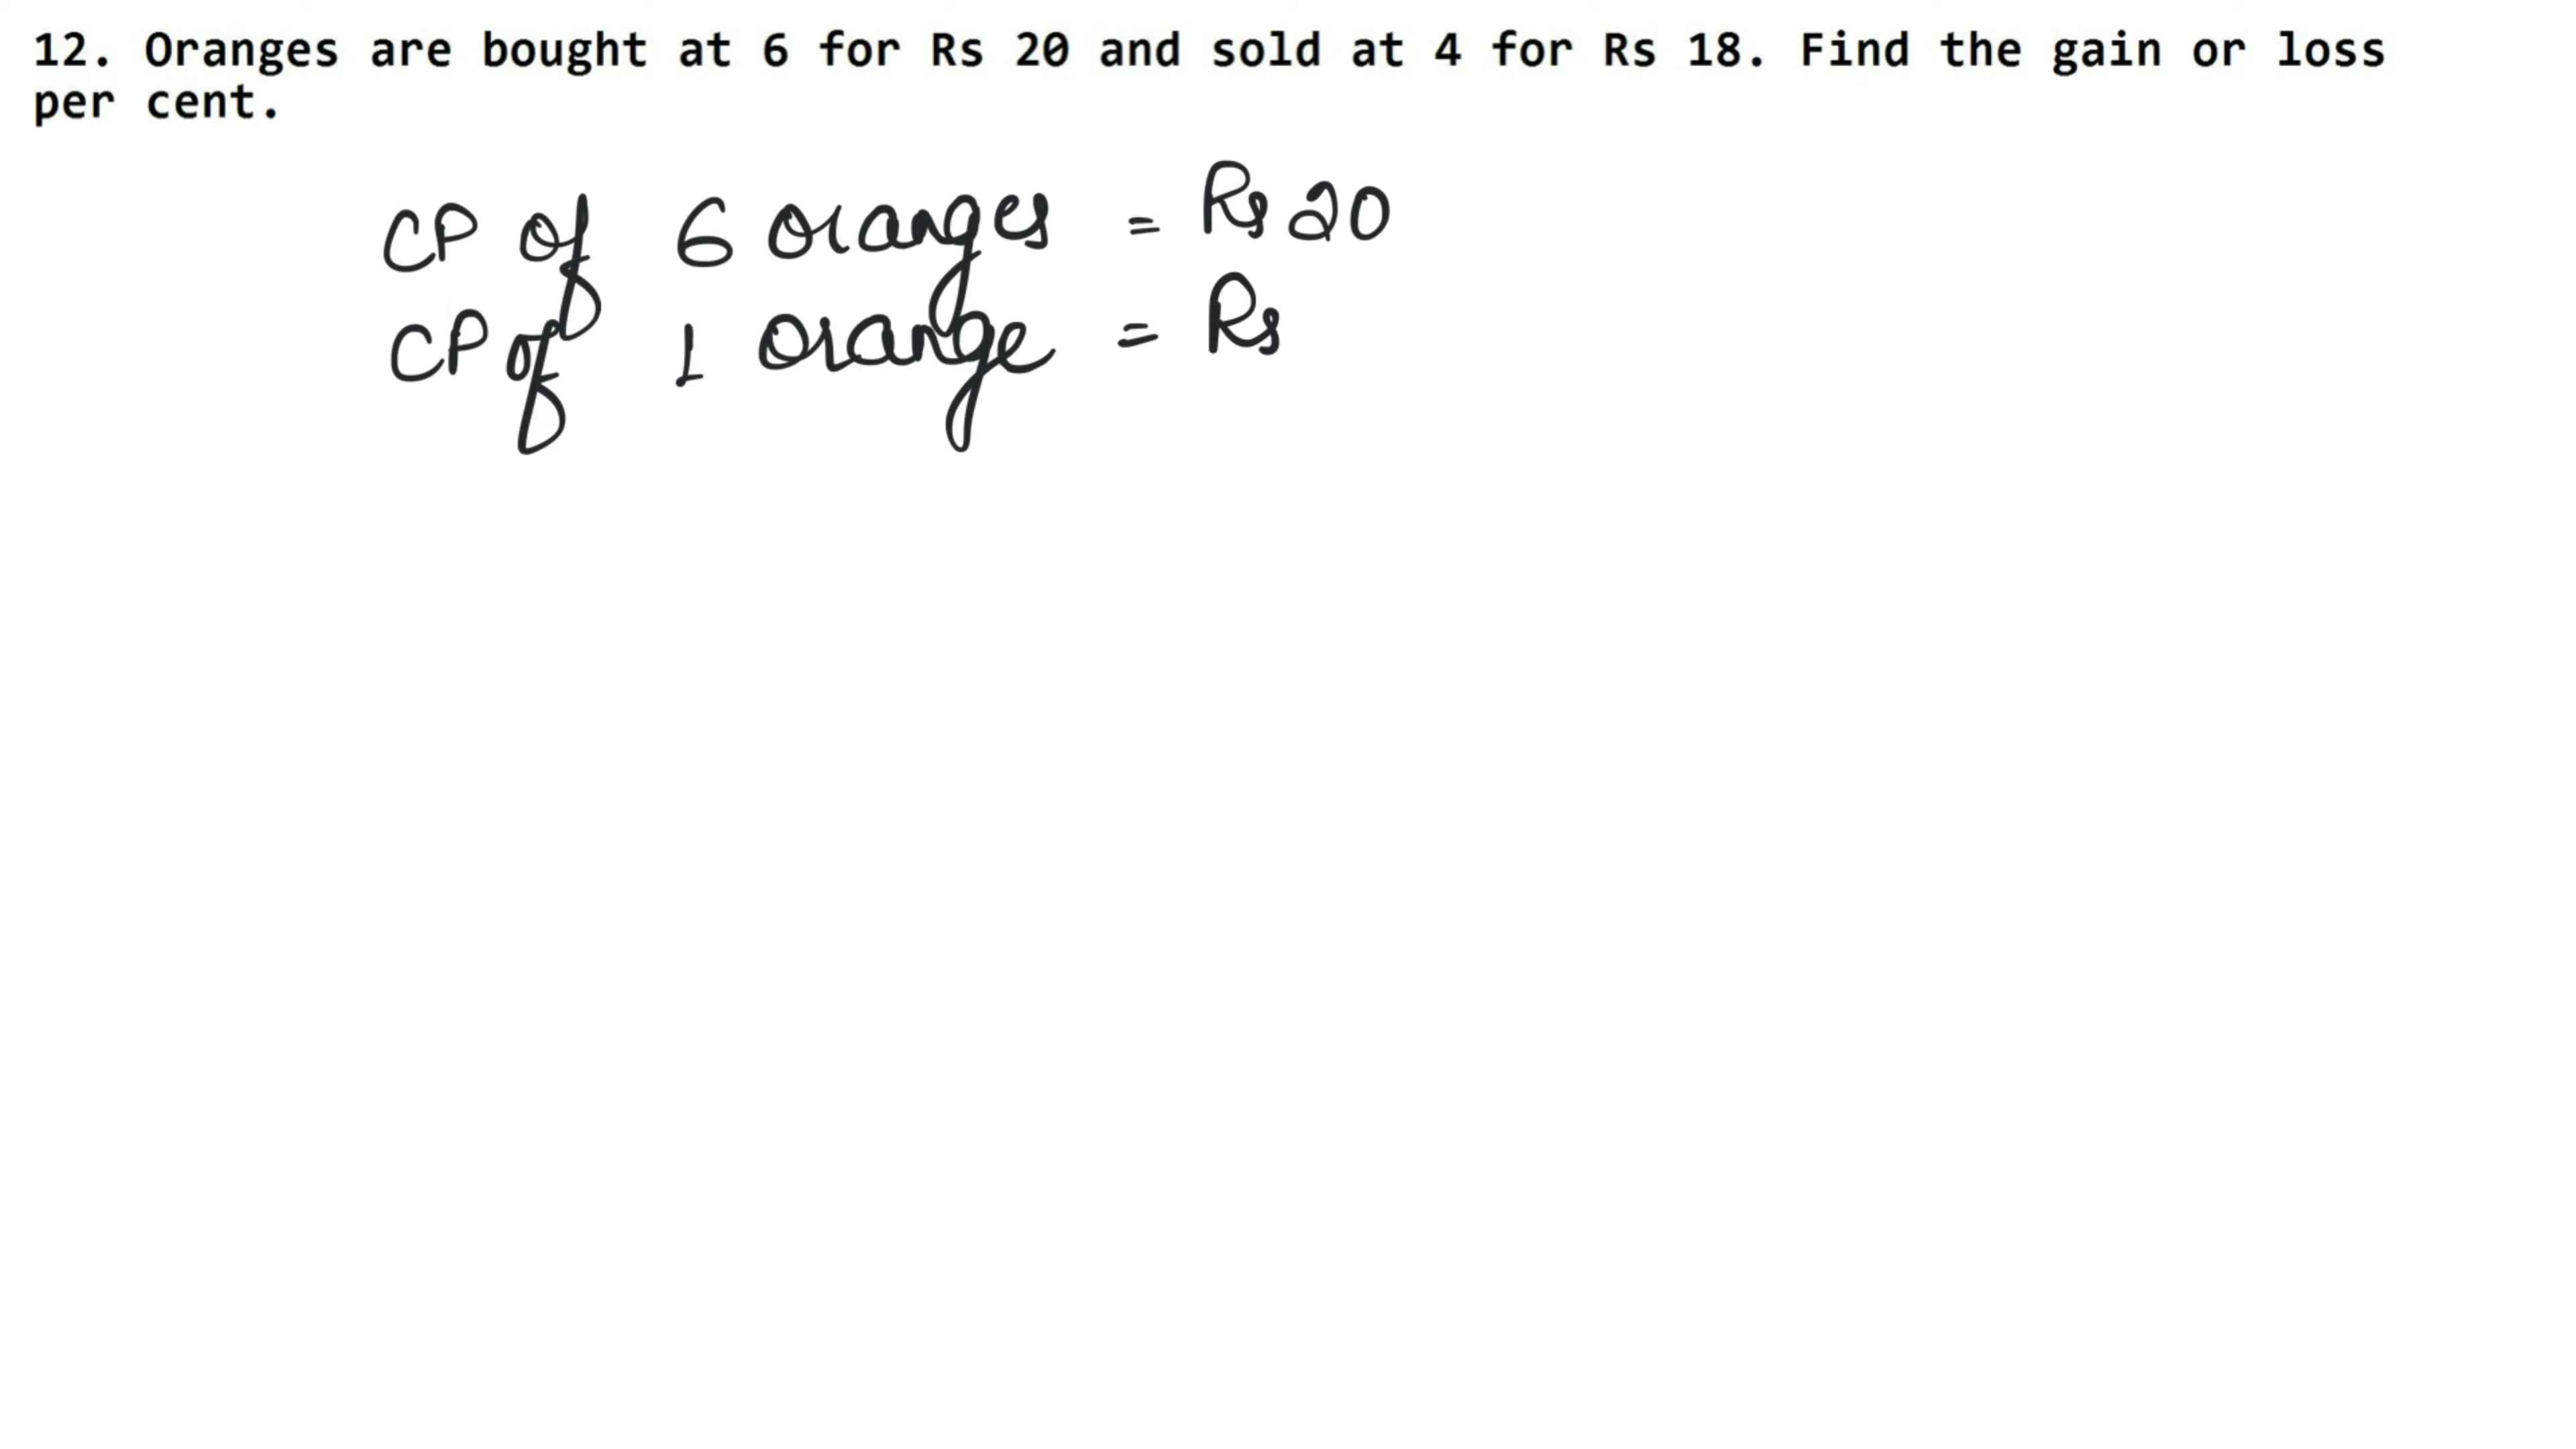 12. Oranges are bought at 6 for Rs 20 and sold at 4 for Rs 18. Find the gain or loss
per cent.
CP of 6 oranges = Rs 20
CP of 1 orange = Rs